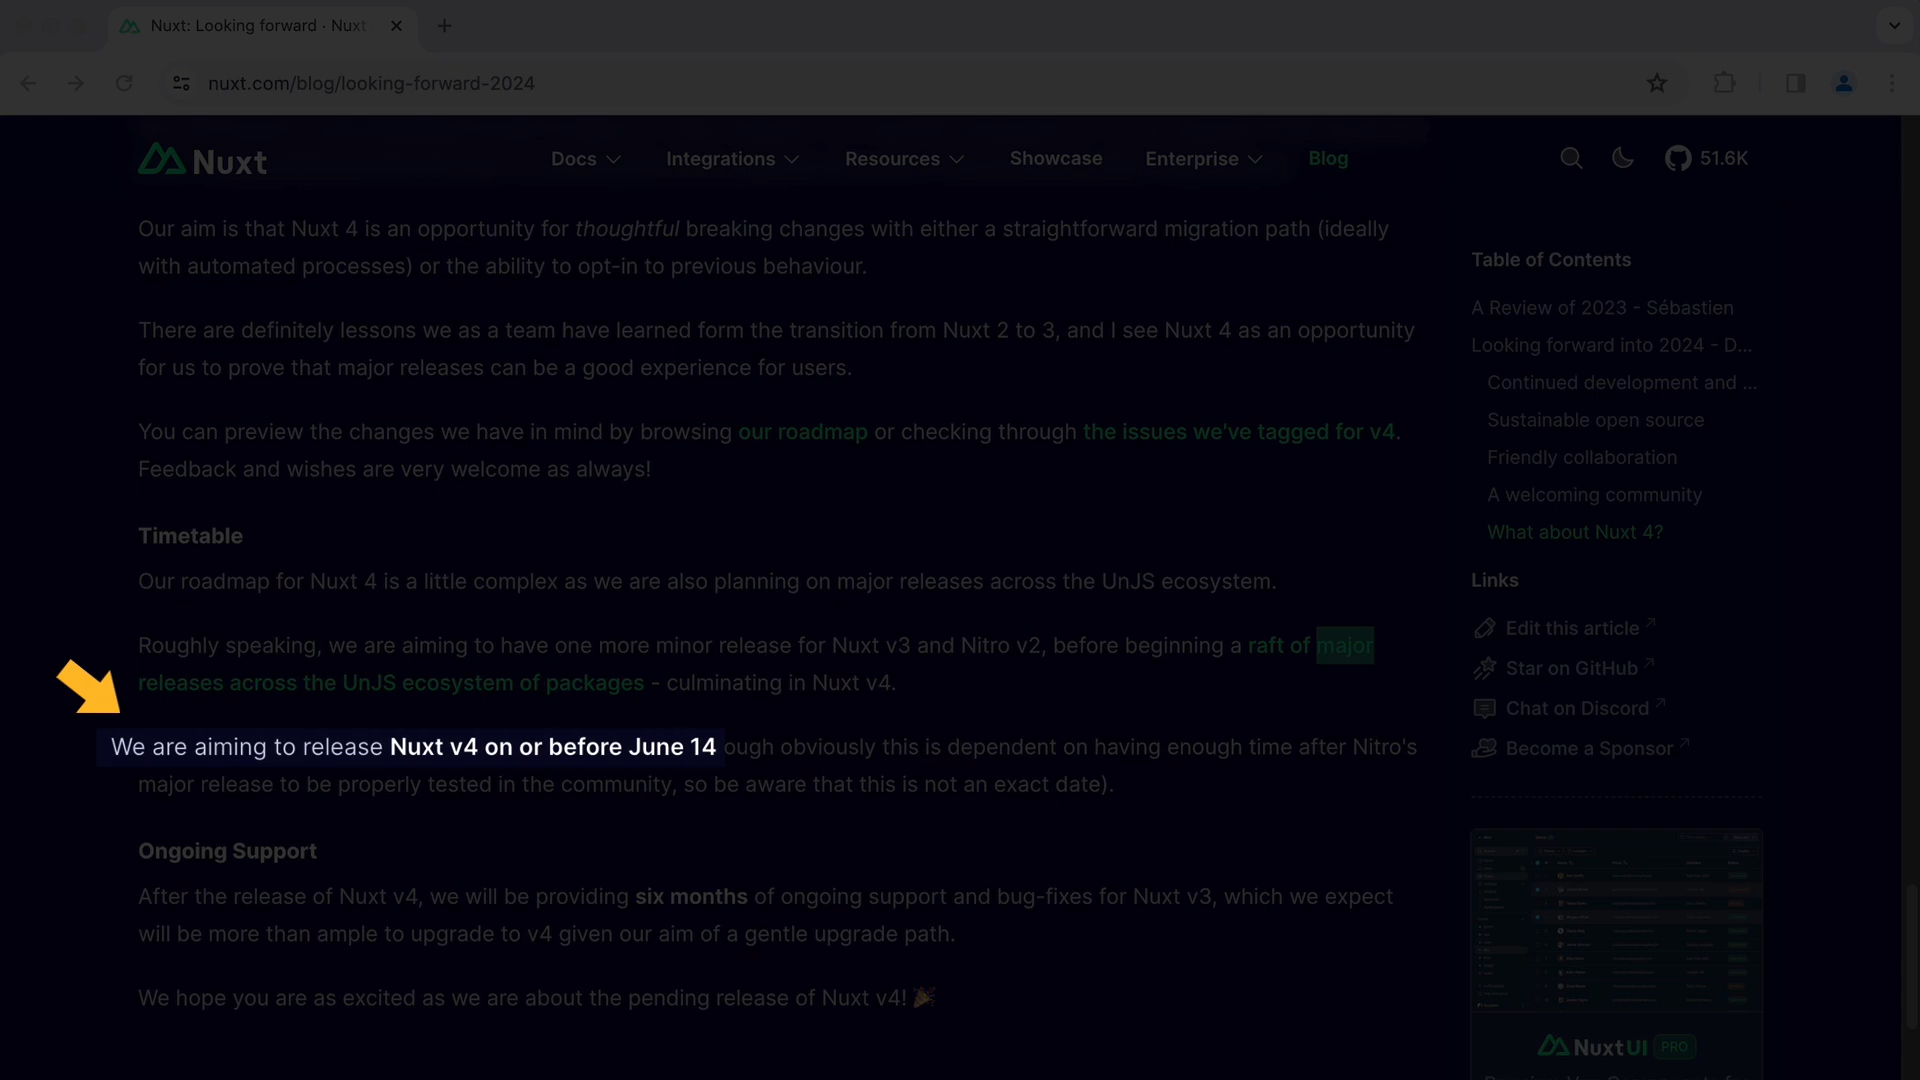 Nuxt: Looking forward · Nuxt
nuxt.com/blog/looking-forward-2024
Nuxt
Docs
Integrations
Resources
Showcase
Enterprise
Blog
51.6K
Our aim is that Nuxt 4 is an opportunity for thoughtful breaking changes with either a straightforward migration path (ideally
with automated processes) or the ability to opt-in to previous behaviour.
There are definitely lessons we as a team have learned form the transition from Nuxt 2 to 3, and I see Nuxt 4 as an opportunity
for us to prove that major releases can be a good experience for users.
You can preview the changes we have in mind by browsing our roadmap or checking through the issues we've tagged for v4.
Feedback and wishes are very welcome as always!
Timetable
Our roadmap for Nuxt 4 is a little complex as we are also planning on major releases across the UnJS ecosystem.
Roughly speaking, we are aiming to have one more minor release for Nuxt v3 and Nitro v2, before beginning a raft of major
releases across the UnJS ecosystem of packages - culminating in Nuxt v4.
We are aiming to release Nuxt v4 on or before June 14 ough obviously this is dependent on having enough time after Nitro's
major release to be properly tested in the community, so be aware that this is not an exact date).
Ongoing Support
After the release of Nuxt v4, we will be providing six months of ongoing support and bug-fixes for Nuxt v3, which we expect
will be more than ample to upgrade to v4 given our aim of a gentle upgrade path.
We hope you are as excited as we are about the pending release of Nuxt v4! 🎉
Table of Contents
A Review of 2023 - Sébastien
Looking forward into 2024 - D...
Continued development and ...
Sustainable open source
Friendly collaboration
A welcoming community
What about Nuxt 4?
Links
Edit this article
Star on GitHub
Chat on Discord
Become a Sponsor
NuxtUI PRO